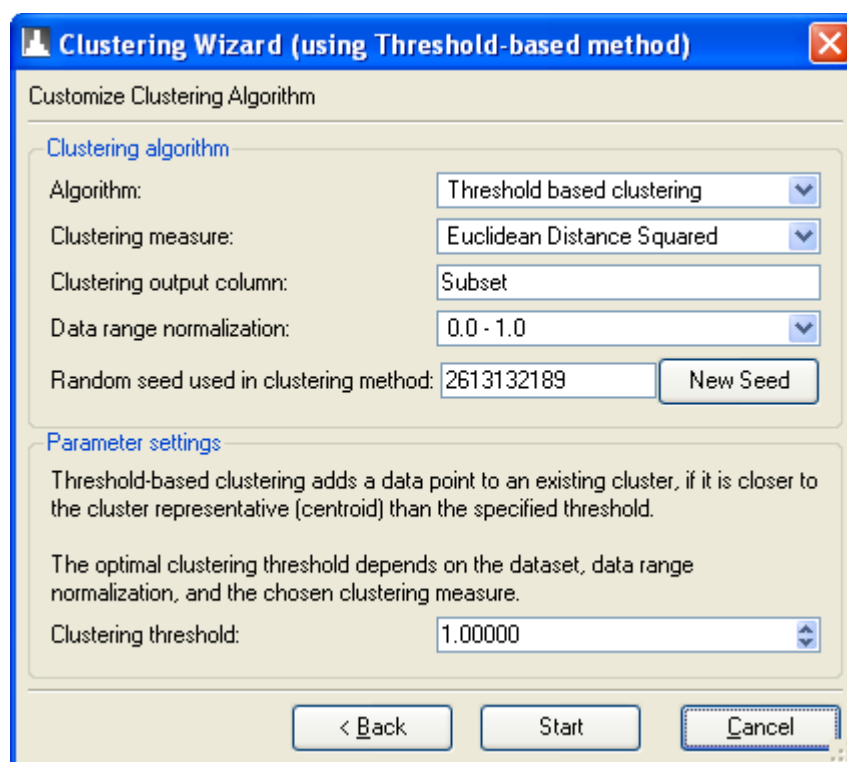 Clustering Wizard (using Threshold-based method)
Customize Clustering Algorithm
Clustering algorithm
Algorithm: Threshold based clustering
Clustering measure: Euclidean Distance Squared
Clustering output column: Subset
Data range normalization: 0.0 - 1.0
Random seed used in clustering method: 2613132189 New Seed
Parameter settings
Threshold-based clustering adds a data point to an existing cluster, if it is closer to
the cluster representative (centroid) than the specified threshold.
The optimal clustering threshold depends on the dataset, data range
normalization, and the chosen clustering measure.
Clustering threshold: 1.00000
< Back Start Cancel